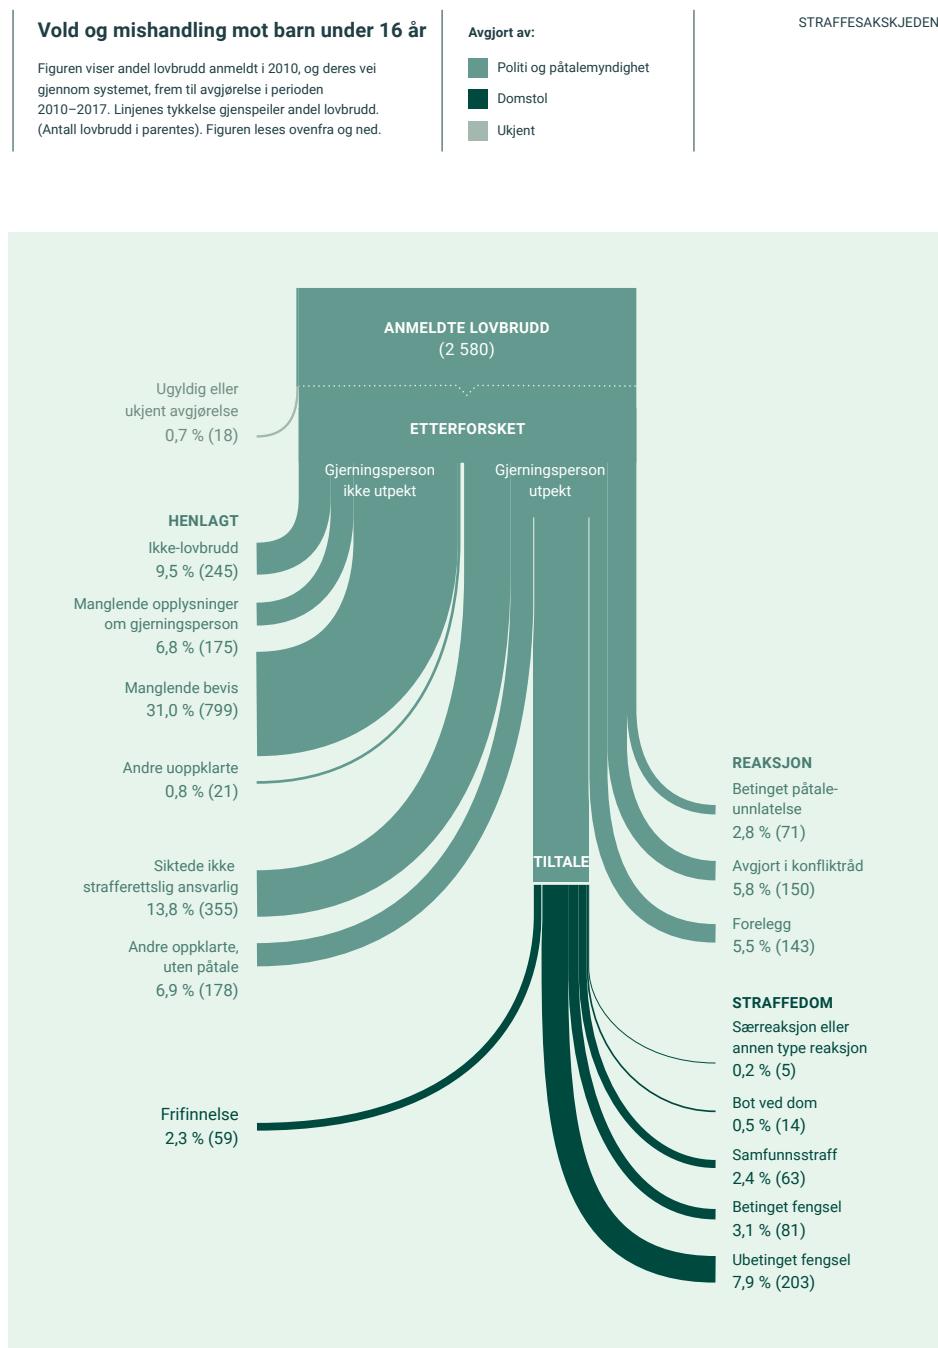 Vold og mishandling mot barn under 16 år
Figuren viser andel lovbrudd anmeldt i 2010, og deres vei
gjennom systemet, frem til avgjørelse i perioden
2010–2017. Linjenes tykkelse gjenspeiler andel lovbrudd.
(Antall lovbrudd i parentes). Figuren leses ovenfra og ned.
Avgjort av:
Politi og påtalemyndighet
Domstol
Ukjent
STRAFFESAKSKJEDEN
ANMELDTE LOVBRUDD
(2 580)
Ugyldig eller
ukjent avgjørelse
0,7 % (18)
ETTERFORSKET
Gjerningsperson
ikke utpekt
Gjerningsperson
utpekt
HENLAGT
Ikke-lovbrudd
9,5 % (245)
Manglende opplysninger
om gjerningsperson
6,8 % (175)
Manglende bevis
31,0 % (799)
Andre uoppklarte
0,8 % (21)
Siktede ikke
strafferettslig ansvarlig
13,8 % (355)
Andre oppklarte,
uten påtale
6,9 % (178)
TILTALE
REAKSJON
Betinget påtale-
unnlatelse
2,8 % (71)
Avgjort i konfliktråd
5,8 % (150)
Forelegg
5,5 % (143)
Frifinnelse
2,3 % (59)
STRAFFEDOM
Særreaksjon eller
annen type reaksjon
0,2 % (5)
Bot ved dom
0,5 % (14)
Samfunnsstraff
2,4 % (63)
Betinget fengsel
3,1 % (81)
Ubetinget fengsel
7,9 % (203)